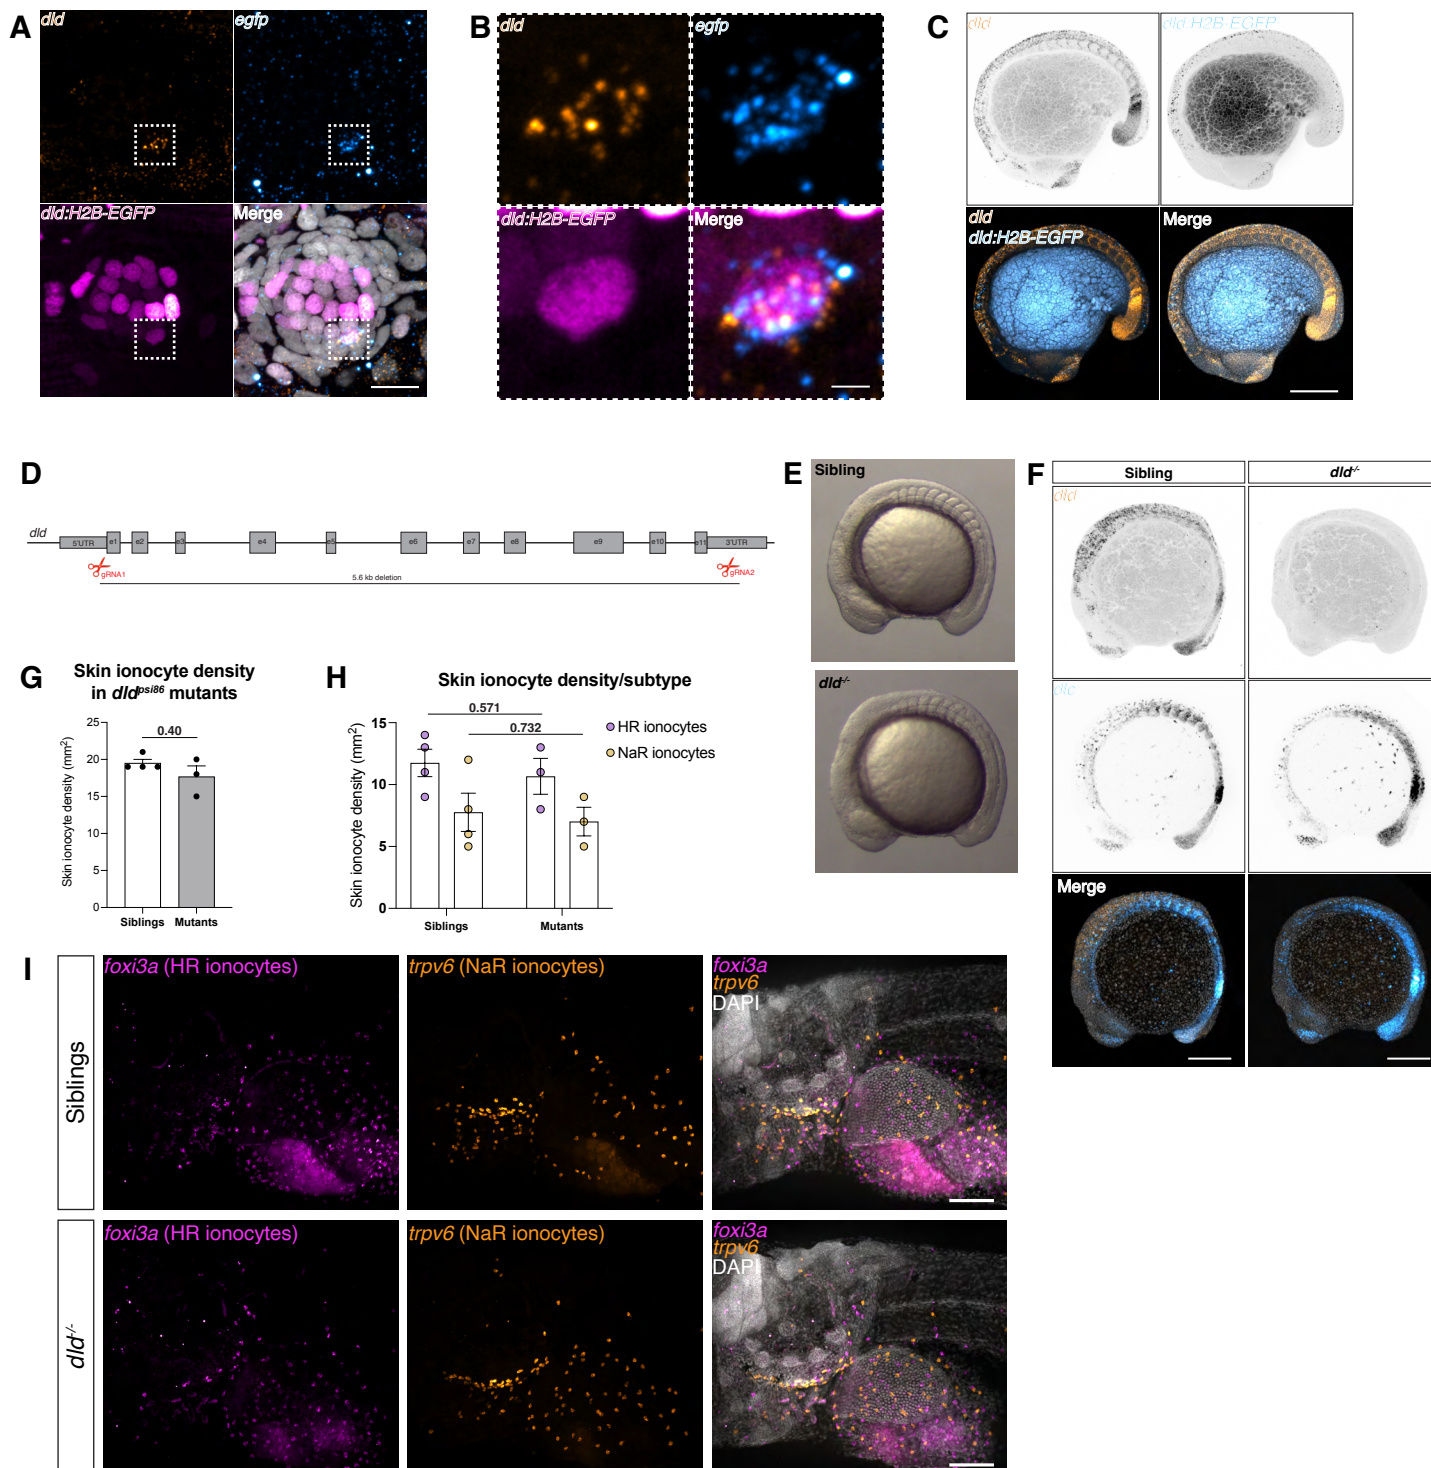 A
dld
egfp
dld:H2B-EGFP
Merge
B
dld
egfp
dld:H2B-EGFP
Merge
C
dld
dld:H2B-EGFP
dld
dld:H2B-EGFP
Merge
D
dld
5'UTR
e1
e2
e3
e4
e5
e6
e7
e8
e9
e10
e11
3'UTR
gRNA1
gRNA2
5.6 kb deletion
E
Sibling
dld-/-
F
Sibling
dld-/-
dld
dlc
Merge
G
Skin ionocyte density
in dldpsi86 mutants
0.40
Skin ionocyte density (mm2)
25
20
15
10
5
0
Siblings
Mutants
H
Skin ionocyte density/subtype
0.571
0.732
HR ionocytes
NaR ionocytes
Skin ionocyte density (mm2)
15
10
5
0
Siblings
Mutants
I
Siblings
foxi3a (HR ionocytes)
trpv6 (NaR ionocytes)
foxi3a
trpv6
DAPI
dld-/-
foxi3a (HR ionocytes)
trpv6 (NaR ionocytes)
foxi3a
trpv6
DAPI